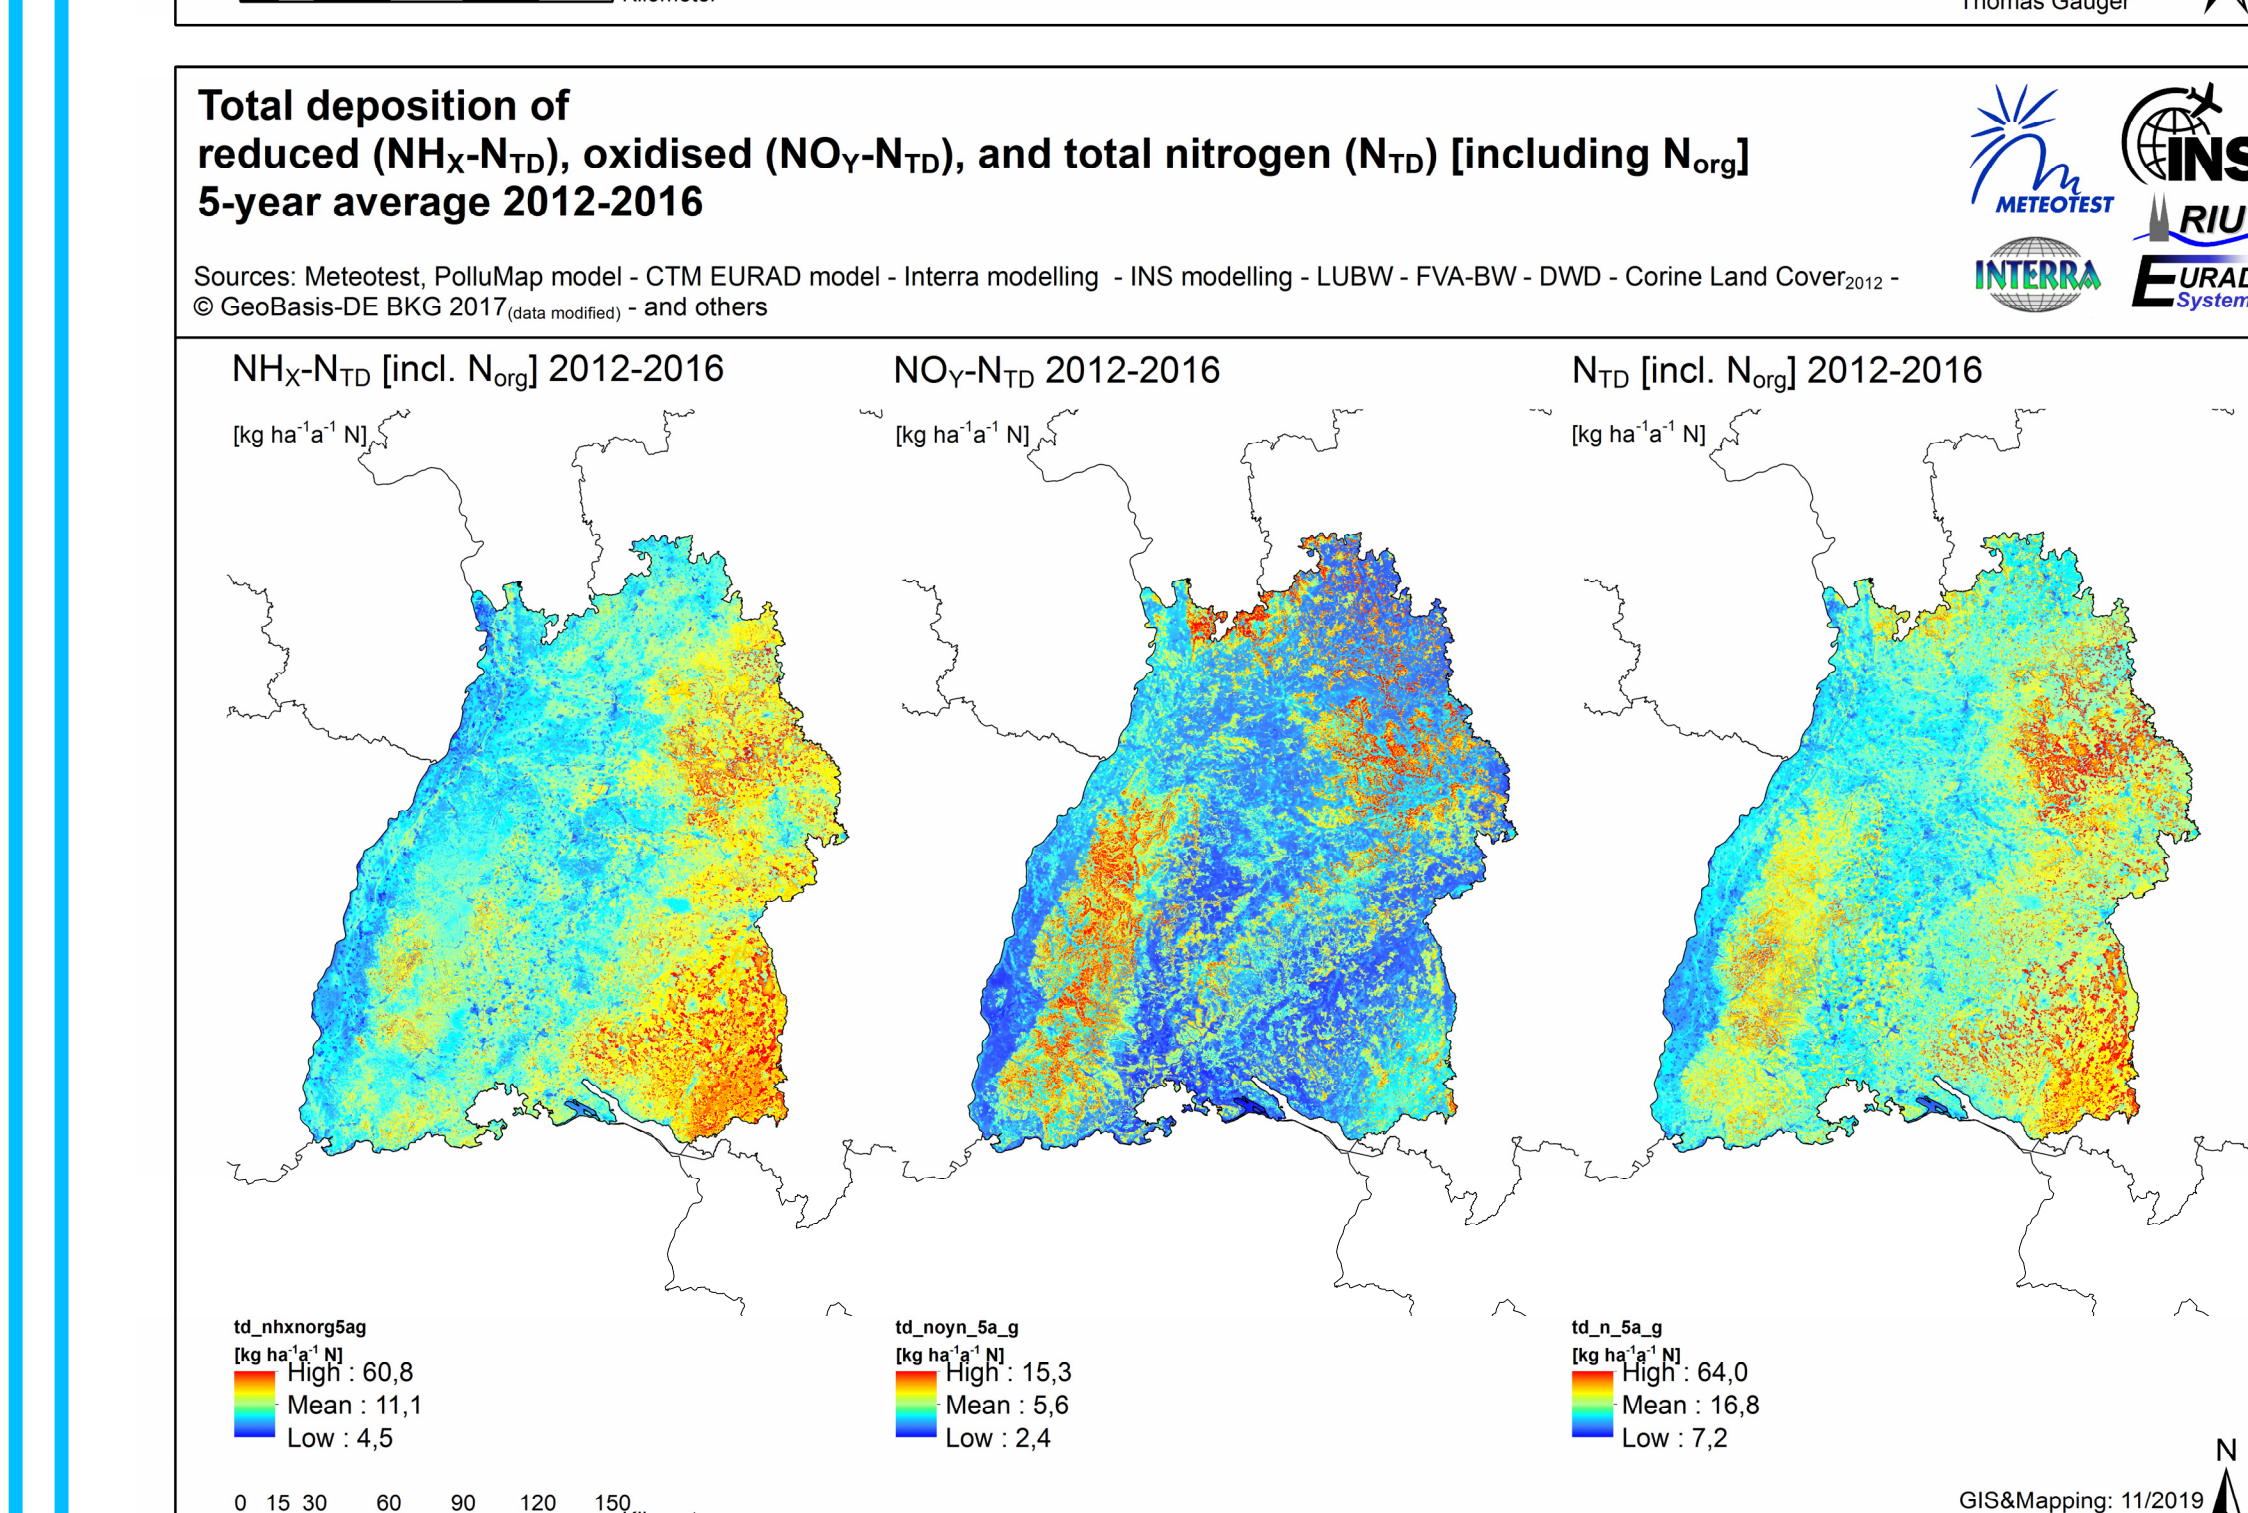 Kilometer
Thomas Gauger
Total deposition of
reduced (NHX-NTD), oxidised (NOY-NTD), and total nitrogen (NTD) [including Norg]
5-year average 2012-2016
METEOTEST
INS
RIU
INTERRA
EURAD
System
Sources: Meteotest, PolluMap model - CTM EURAD model - Interra modelling - INS modelling - LUBW - FVA-BW - DWD - Corine Land Cover2012 -
© GeoBasis-DE BKG 2017(data modified) - and others
NHX-NTD [incl. Norg] 2012-2016
NOY-NTD 2012-2016
NTD [incl. Norg] 2012-2016
[kg ha-1a-1 N]
[kg ha-1a-1 N]
[kg ha-1a-1 N]
td_nhxnorg5ag
[kg ha-1a-1 N]
High : 60,8
Mean : 11,1
Low : 4,5
td_noyn_5a_g
[kg ha-1a-1 N]
High : 15,3
Mean : 5,6
Low : 2,4
td_n_5a_g
[kg ha-1a-1 N]
High : 64,0
Mean : 16,8
Low : 7,2
N
0 15 30 60 90 120 150
GIS&Mapping: 11/2019